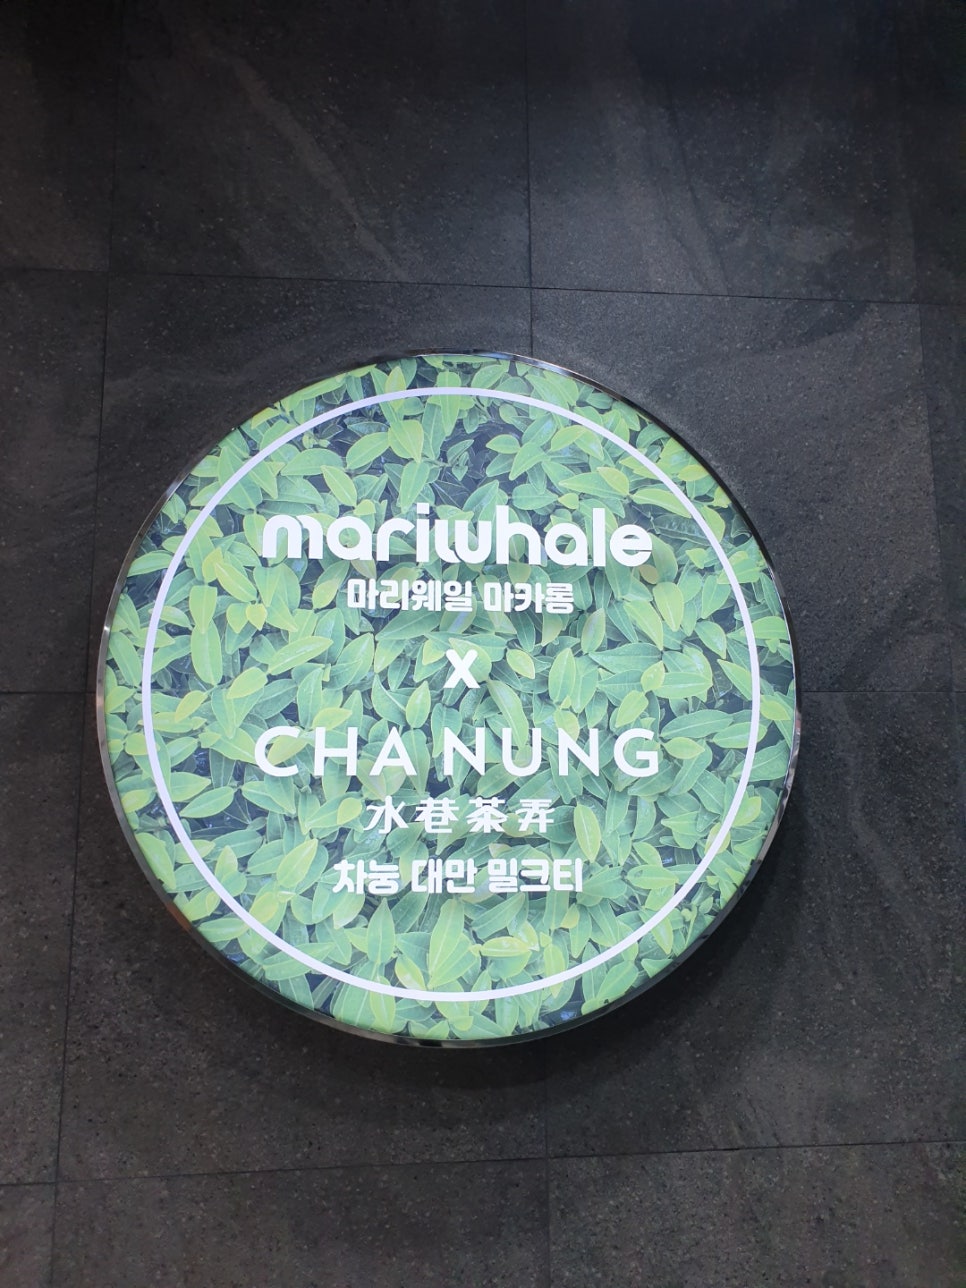 mariwhale
마리웨일 마카롱
x
CHA NUNG
水巷茶弄
차눙 대만 밀크티